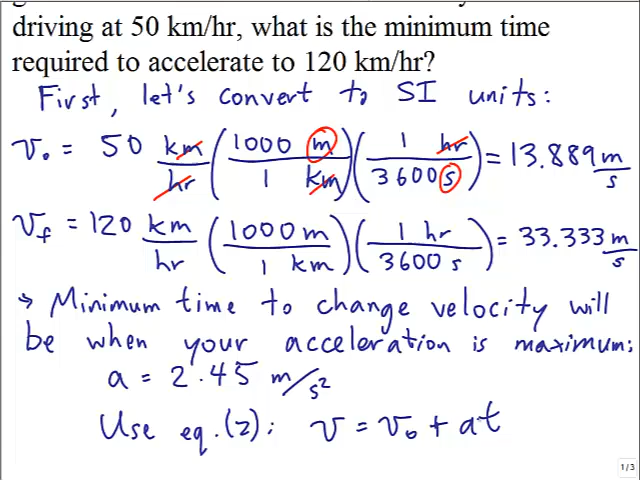 driving at 50 km/hr, what is the minimum time
required to accelerate to 120 km/hr?
First, let's convert to SI units:
v₀ = 50 km/hr (1000 m/1 km)(1 hr/3600 s) = 13.889 m/s
v_f = 120 km/hr (1000 m/1 km)(1 hr/3600 s) = 33.333 m/s
→ Minimum time to change velocity will
be when your acceleration is maximum:
a = 2.45 m/s²
Use eq. (2): v = v₀ + at
1/3